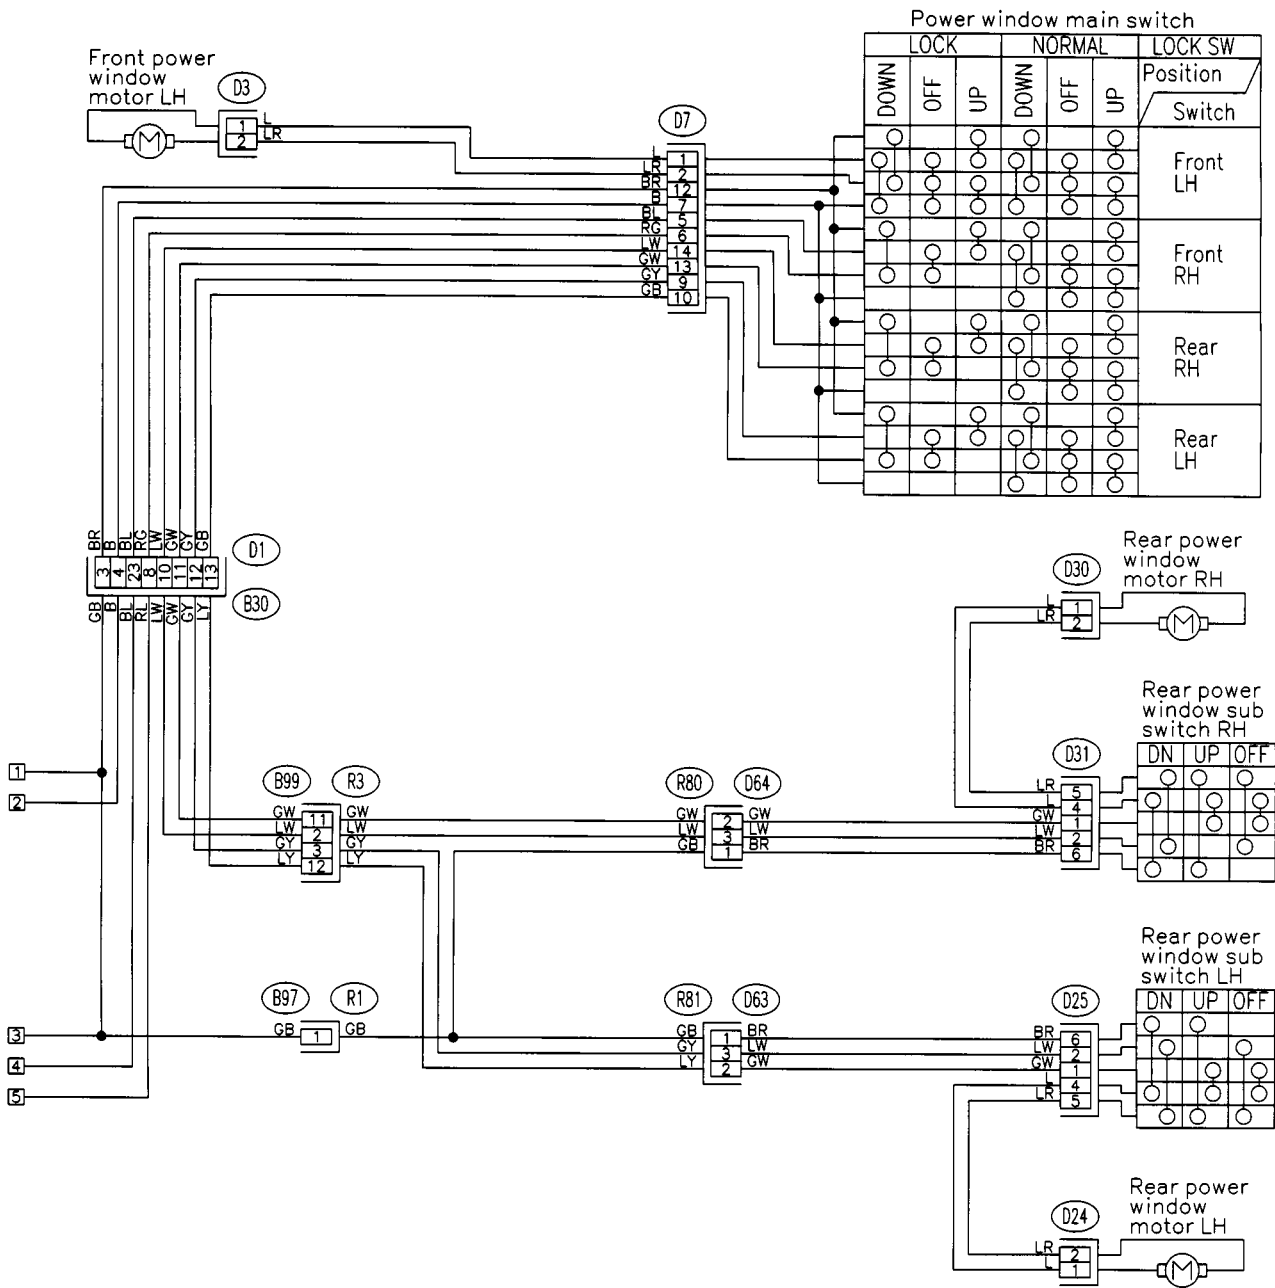 Power window main switch
LOCK NORMAL LOCK SW
DOWN OFF UP DOWN OFF UP Position
Switch
Front
LH
Front
RH
Rear
RH
Rear
LH
Front power
window
motor LH
D3
M
1 L
2 LR
D7
L 1
LR 2
BR 12
B 7
BL 5
RG 6
LW 14
GW 13
GY 9
GB 10
BR B BL RG LW GW GY GB
3 4 23 8 10 11 12 13
D1
B30
GB B BL RL LW GW GY LY
Rear power
window
motor RH
D30
L 1
LR 2
M
Rear power
window sub
switch RH
DN UP OFF
D31
LR 5
L 4
GW 1
LW 2
BR 6
1
2
B99 R3
GW 11 GW
LW 2 LW
GY 3 GY
LY 12 LY
R80 D64
GW 2 GW
LW 3 LW
GB 1 BR
3
4
5
B97 R1
GB 1 GB
R81 D63
GB 1 BR
GY 3 LW
LY 2 GW
Rear power
window sub
switch LH
DN UP OFF
D25
BR 6
LW 2
GW 1
L 4
LR 5
Rear power
window
motor LH
D24
LR 2
L 1
M